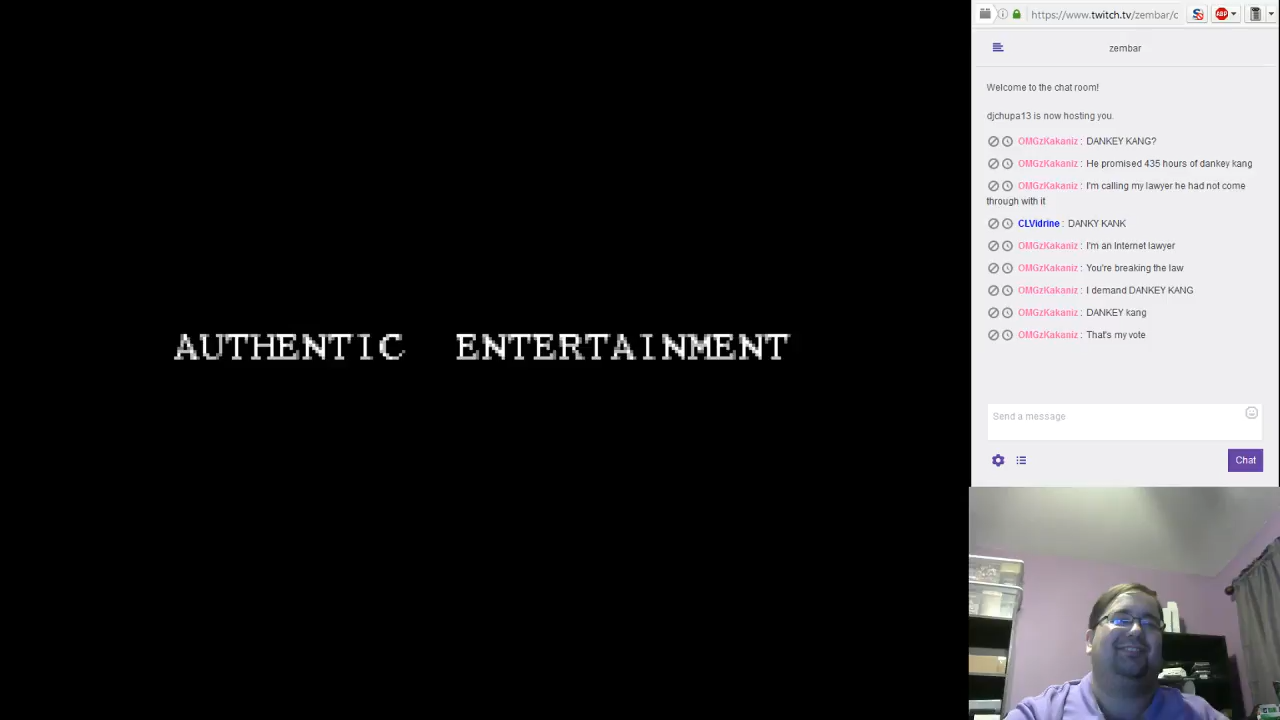 AUTHENTIC ENTERTAINMENT
https://www.twitch.tv/zembar/c
ABP
zembar
Welcome to the chat room!
djchupa13 is now hosting you.
OMGzKakaniz : DANKEY KANG?
OMGzKakaniz : He promised 435 hours of dankey kang
OMGzKakaniz : I'm calling my lawyer he had not come
through with it
CLVidrine : DANKY KANK
OMGzKakaniz : I'm an Internet lawyer
OMGzKakaniz : You're breaking the law
OMGzKakaniz : I demand DANKEY KANG
OMGzKakaniz : DANKEY kang
OMGzKakaniz : That's my vote
Send a message
Chat